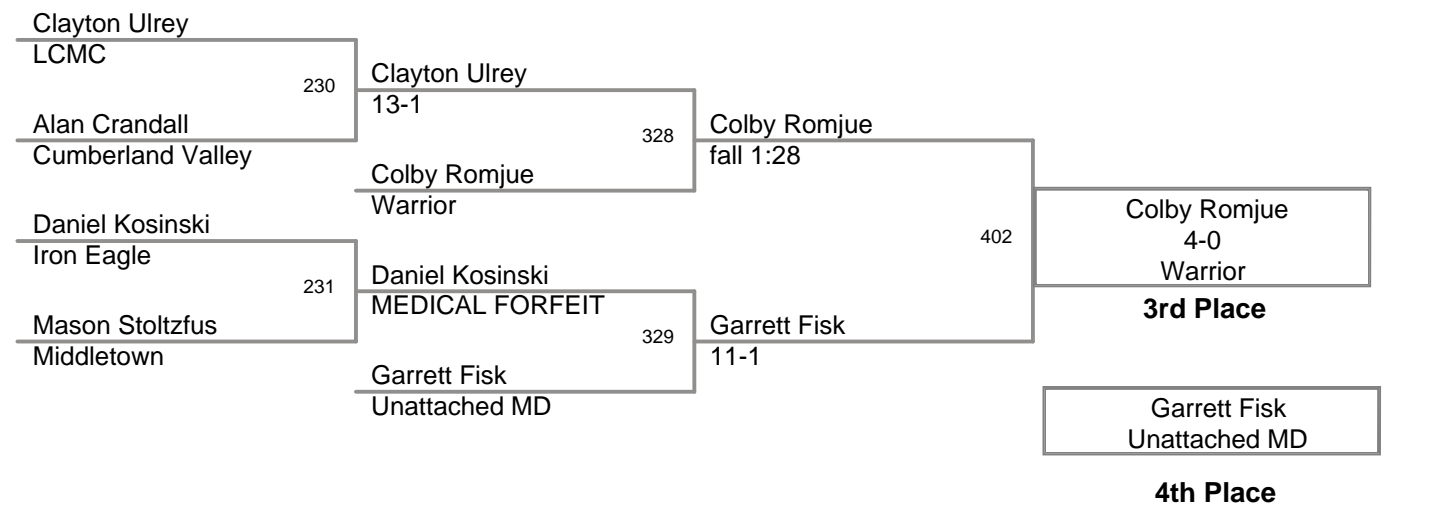 Clayton Ulrey
LCMC
230
Clayton Ulrey
13-1
Alan Crandall
Cumberland Valley
328
Colby Romjue
fall 1:28
Colby Romjue
Warrior
Daniel Kosinski
Iron Eagle
231
Daniel Kosinski
MEDICAL FORFEIT
Mason Stoltzfus
Middletown
329
Garrett Fisk
11-1
Garrett Fisk
Unattached MD
402
Colby Romjue
4-0
Warrior
3rd Place
Garrett Fisk
Unattached MD
4th Place